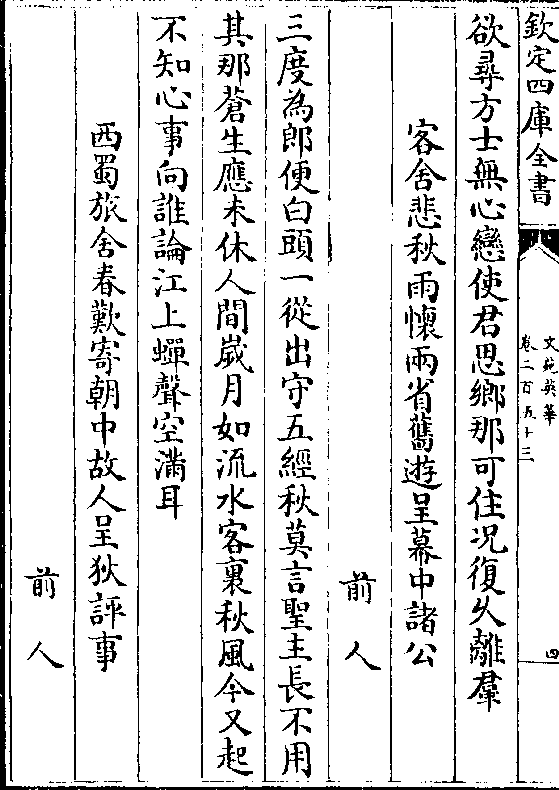 欽定四庫全書
文苑英華
卷二百五十三
四
欲尋方士無心戀使君思鄉那可住况復久離羣
客舍悲秋雨懷兩省舊遊呈幕中諸公
前人
三度為郎便白頭一從出守五經秋莫言聖主長不用
其那蒼生應未休人間歲月如流水客裏秋風今又起
不知心事向誰論江上蟬聲空滿耳
西蜀旅舍春歎寄朝中故人呈狄評事
前人